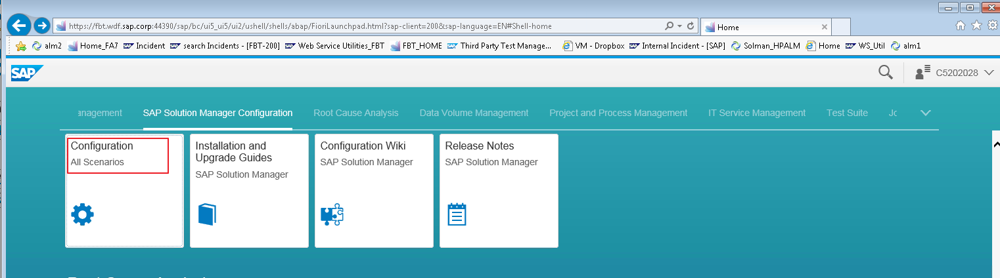 https://fbt.wdf.sap.corp:44390/sap/bc/ui5_ui5/ui2/ushell/shells/abap/FioriLaunchpad.html?sap-client=200&sap-language=EN#Shell-home
Home
alm2 Home_FA7 Incident search Incidents - [FBT-200] Web Service Utilities_FBT FBT_HOME Third Party Test Manage... VM - Dropbox Internal Incident - [SAP] Solman_HPALM Home WS_Util alm1
SAP
C5202028
anagement SAP Solution Manager Configuration Root Cause Analysis Data Volume Management Project and Process Management IT Service Management Test Suite Jo
Configuration
All Scenarios
Installation and
Upgrade Guides
SAP Solution Manager
Configuration Wiki
SAP Solution Manager
Release Notes
SAP Solution Manager